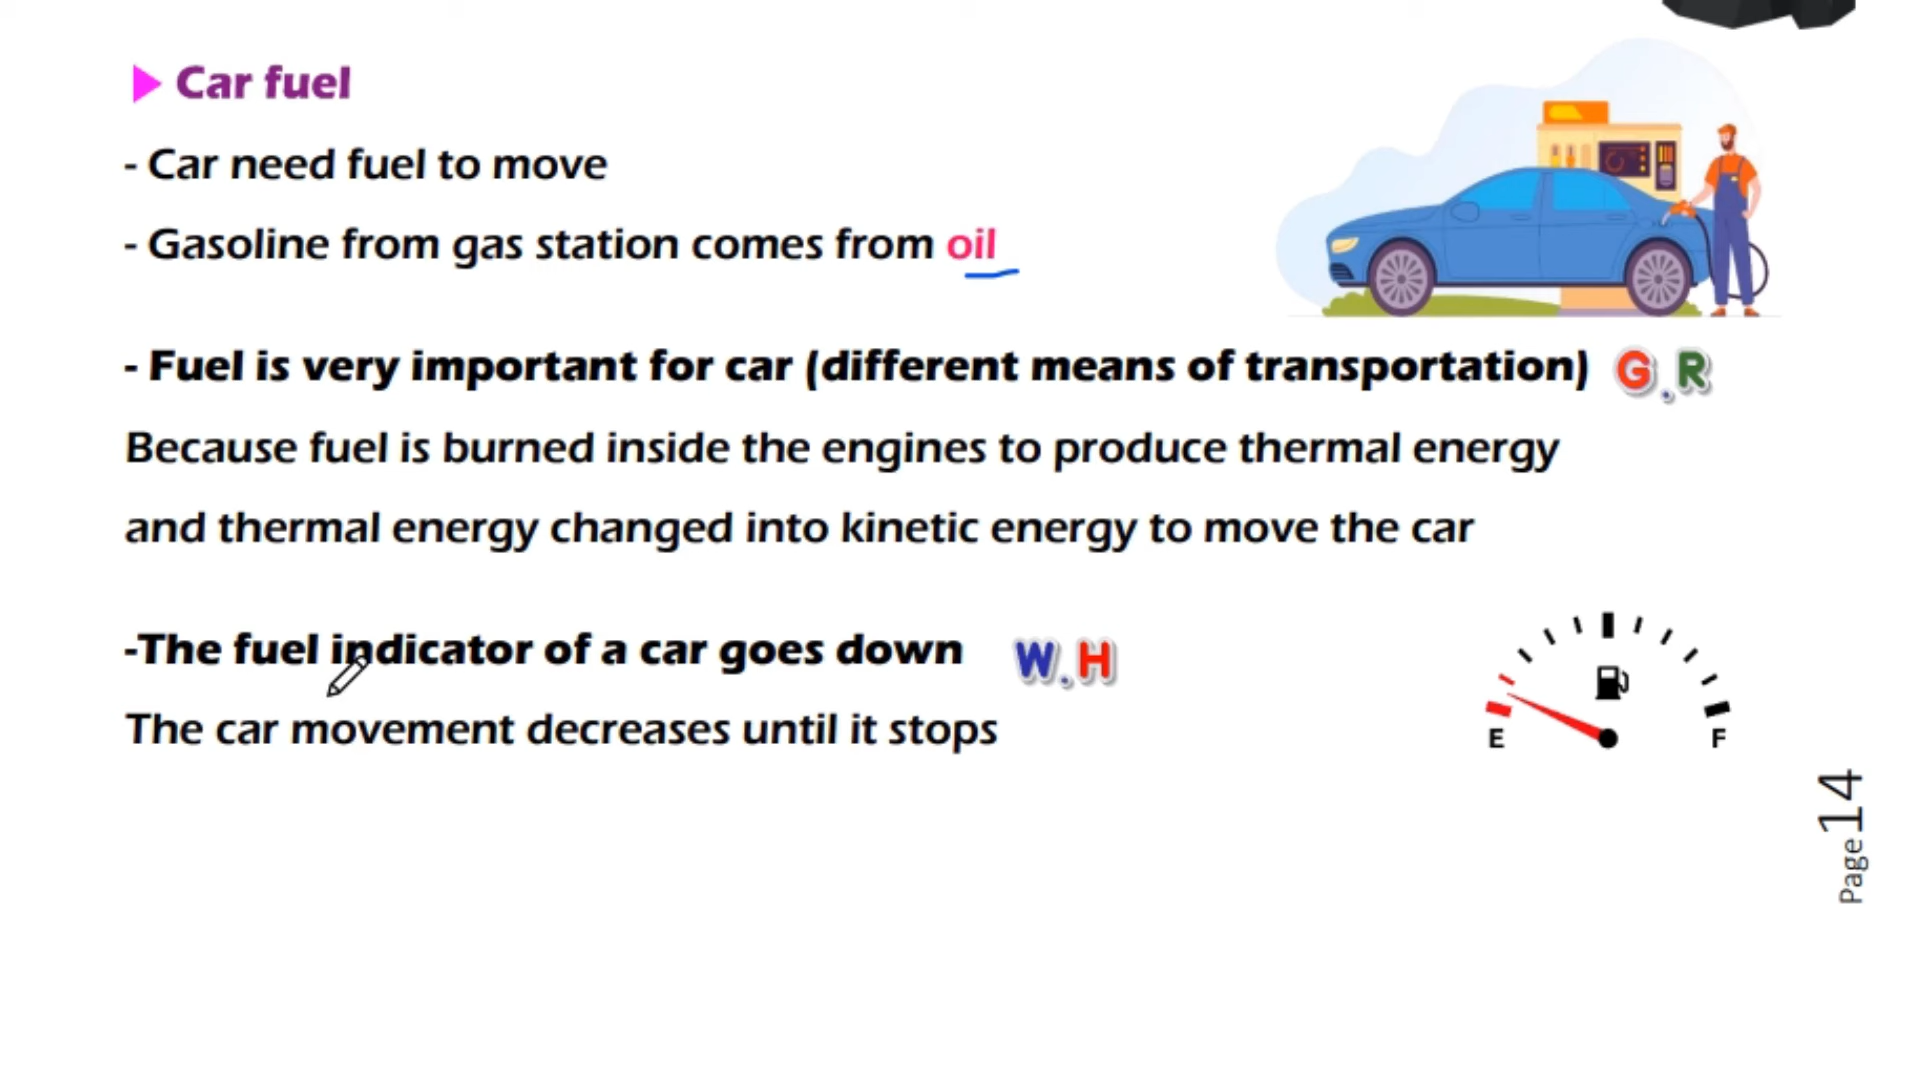 Car fuel
- Car need fuel to move
- Gasoline from gas station comes from oil
- Fuel is very important for car (different means of transportation) G.R
Because fuel is burned inside the engines to produce thermal energy
and thermal energy changed into kinetic energy to move the car
-The fuel indicator of a car goes down W.H
The car movement decreases until it stops
E F
Page 14